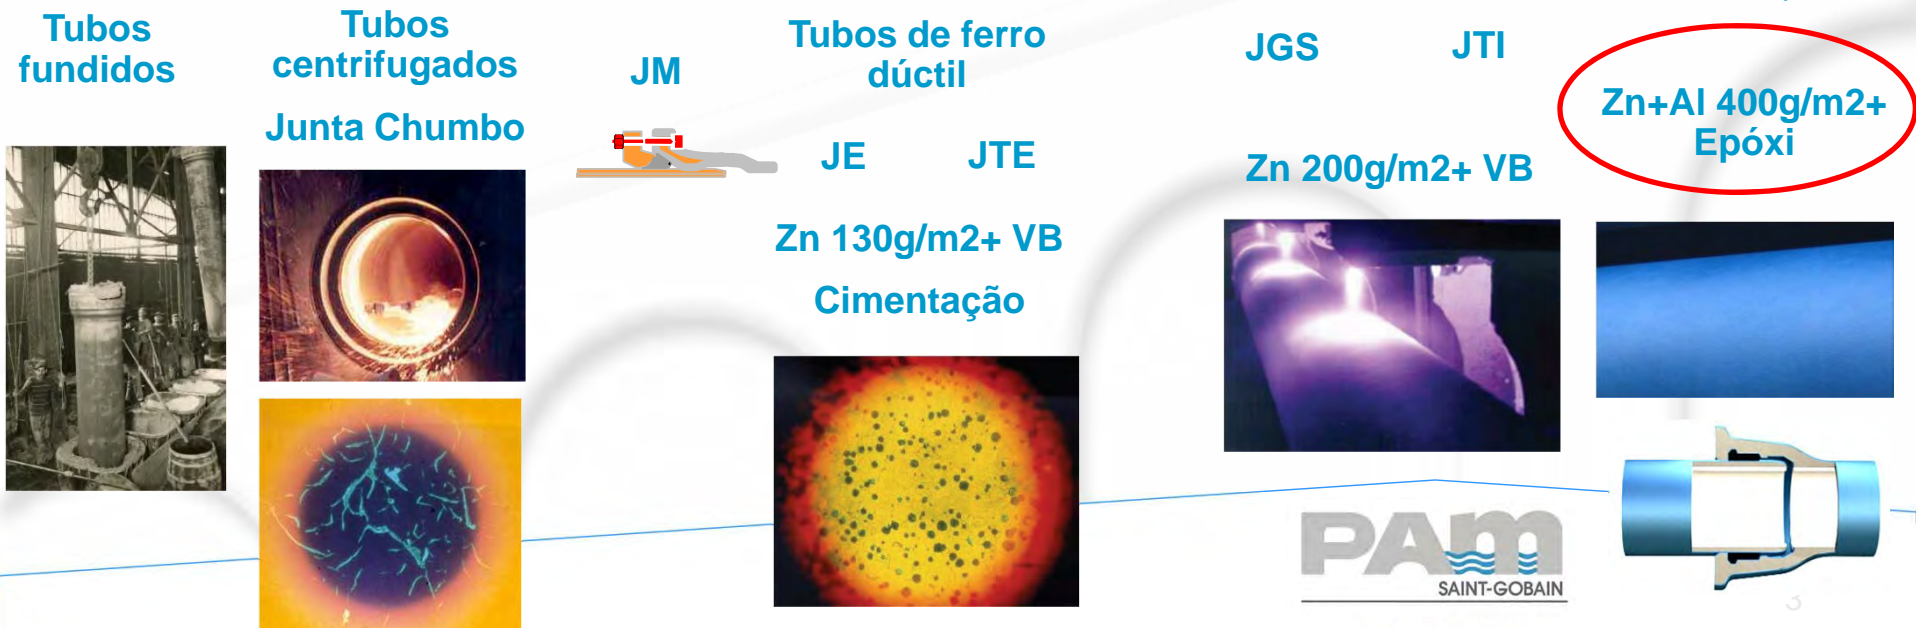 Tubos
fundidos
Tubos
centrifugados
Junta Chumbo
JM
Tubos de ferro
dúctil
JE
JTE
Zn 130g/m2+ VB
Cimentação
JGS
JTI
Zn 200g/m2+ VB
Zn+Al 400g/m2+
Epóxi
PAM
SAINT-GOBAIN
3